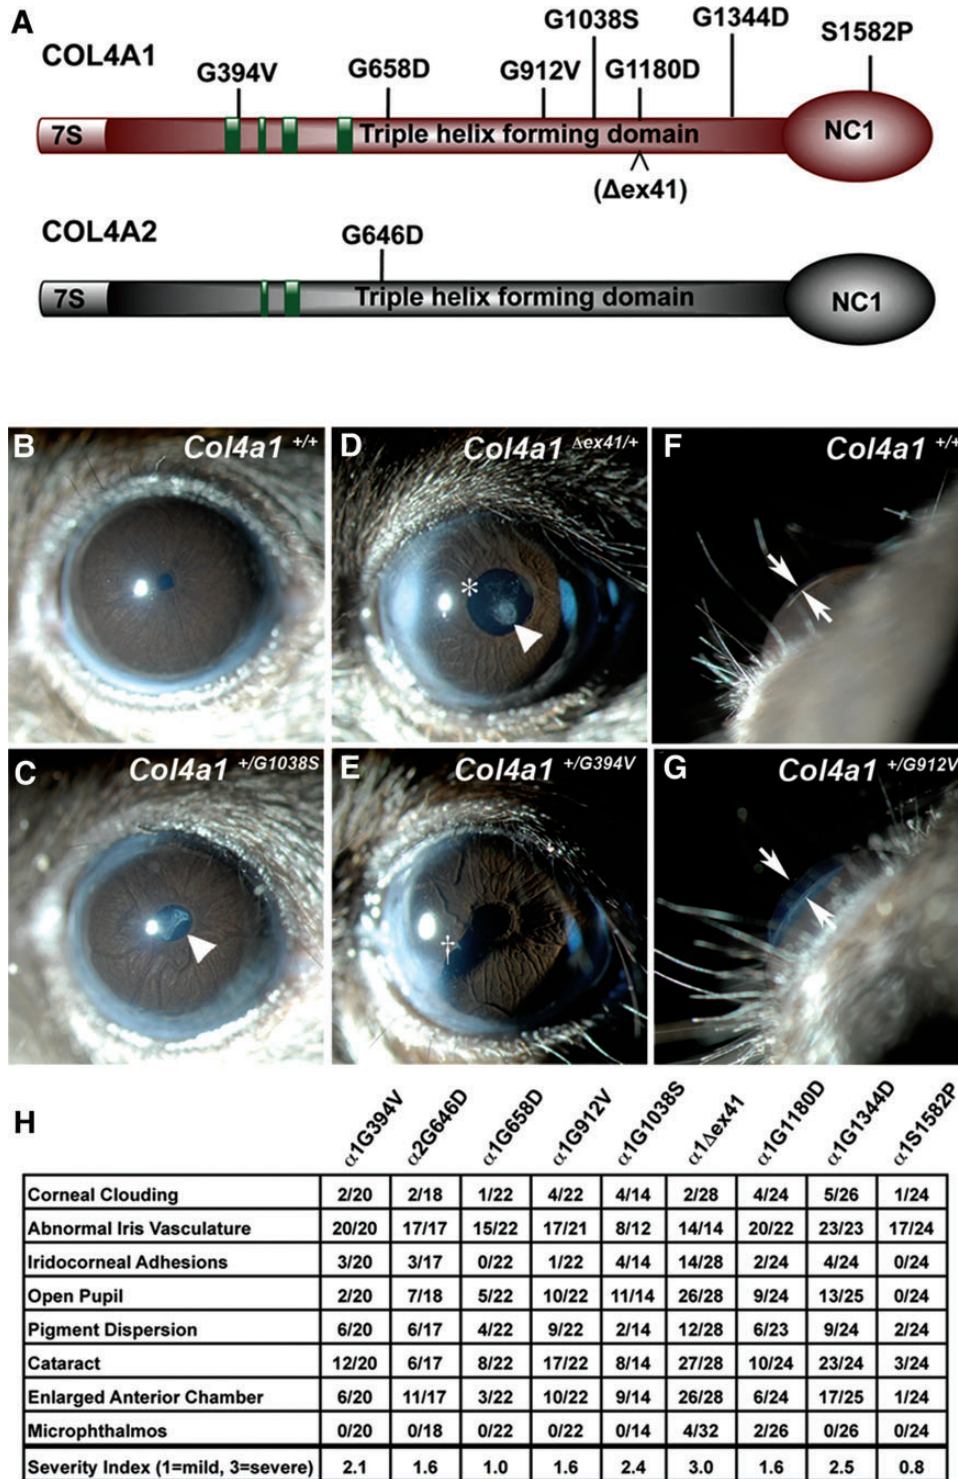 A
COL4A1
G394V
G658D
G912V
G1038S
G1180D
G1344D
S1582P
7S
Triple helix forming domain
NC1
(Δex41)
COL4A2
G646D
7S
Triple helix forming domain
NC1
B
Col4a1 +/+
D
Col4a1 Δex41/+
*
F
Col4a1 +/+
C
Col4a1 +/G1038S
E
Col4a1 +/G394V
†
G
Col4a1 +/G912V
H
α1G394V α2G646D α1G658D α1G912V α1G1038S α1Δex41 α1G1180D α1G1344D α1S1582P
Corneal Clouding 2/20 2/18 1/22 4/22 4/14 2/28 4/24 5/26 1/24
Abnormal Iris Vasculature 20/20 17/17 15/22 17/21 8/12 14/14 20/22 23/23 17/24
Iridocorneal Adhesions 3/20 3/17 0/22 1/22 4/14 14/28 2/24 4/24 0/24
Open Pupil 2/20 7/18 5/22 10/22 11/14 26/28 9/24 13/25 0/24
Pigment Dispersion 6/20 6/17 4/22 9/22 2/14 12/28 6/23 9/24 2/24
Cataract 12/20 6/17 8/22 17/22 8/14 27/28 10/24 23/24 3/24
Enlarged Anterior Chamber 6/20 11/17 3/22 10/22 9/14 26/28 6/24 17/25 1/24
Microphthalmos 0/20 0/18 0/22 0/22 0/14 4/32 2/26 0/26 0/24
Severity Index (1=mild, 3=severe) 2.1 1.6 1.0 1.6 2.4 3.0 1.6 2.5 0.8